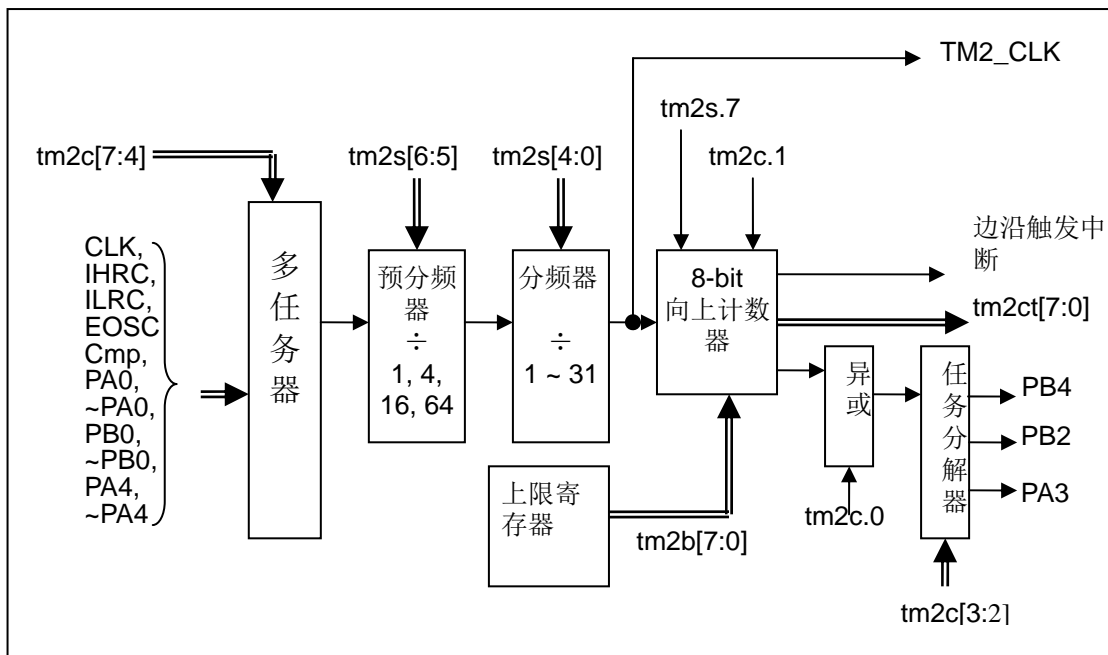 TM2_CLK
tm2s.7
tm2c[7:4]
tm2s[6:5]
tm2s[4:0]
tm2c.1
CLK,
IHRC,
ILRC,
EOSC
Cmp,
PA0,
~PA0,
PB0,
~PB0,
PA4,
~PA4
多
任
务
器
预分频
器
÷
1, 4,
16, 64
分频器
÷
1 ~ 31
8-bit
向上计数
器
边沿触发中
断
tm2ct[7:0]
异
或
任
务
分
解
器
PB4
PB2
PA3
上限寄
存器
tm2b[7:0]
tm2c.0
tm2c[3:2]